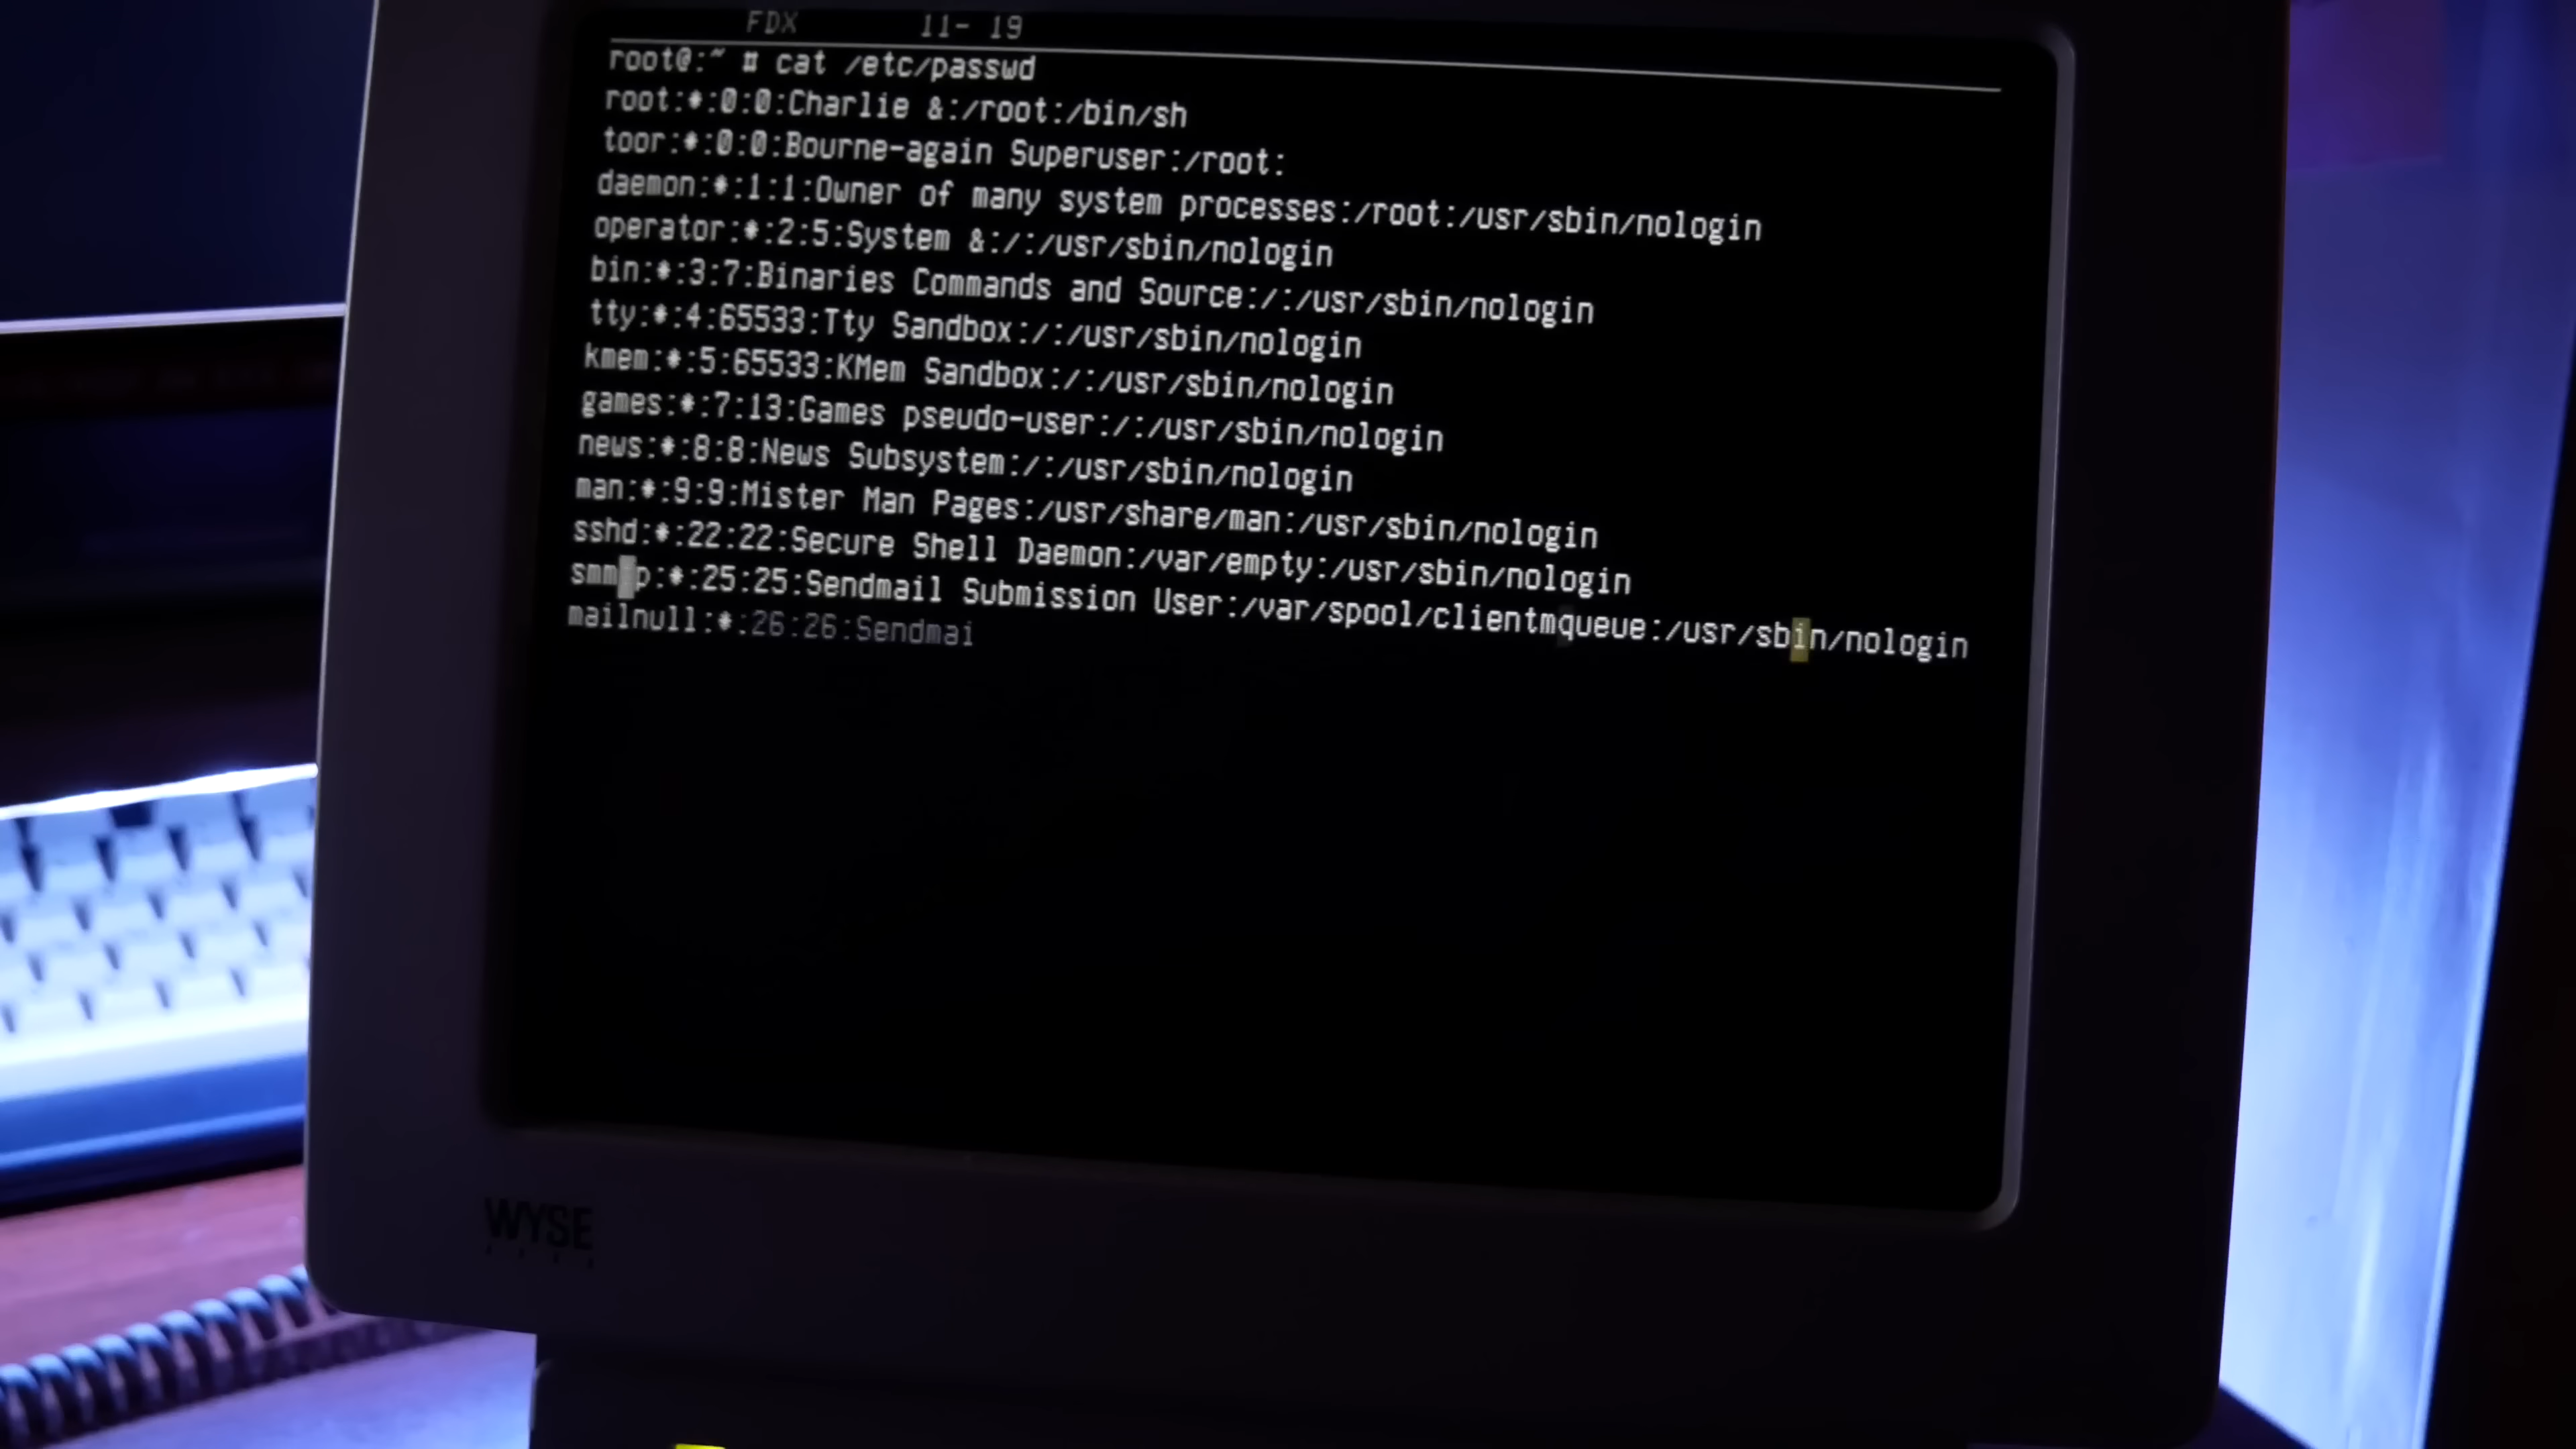 FDX 11- 19
root@:~ # cat /etc/passwd
root:*:0:0:Charlie &:/root:/bin/sh
toor:*:0:0:Bourne-again Superuser:/root:
daemon:*:1:1:Owner of many system processes:/root:/usr/sbin/nologin
operator:*:2:5:System &:/:/usr/sbin/nologin
bin:*:3:7:Binaries Commands and Source:/:/usr/sbin/nologin
tty:*:4:65533:Tty Sandbox:/:/usr/sbin/nologin
kmem:*:5:65533:KMem Sandbox:/:/usr/sbin/nologin
games:*:7:13:Games pseudo-user:/:/usr/sbin/nologin
news:*:8:8:News Subsystem:/:/usr/sbin/nologin
man:*:9:9:Mister Man Pages:/usr/share/man:/usr/sbin/nologin
sshd:*:22:22:Secure Shell Daemon:/var/empty:/usr/sbin/nologin
smmsp:*:25:25:Sendmail Submission User:/var/spool/clientmqueue:/usr/sbin/nologin
mailnull:*:26:26:Sendmai
WYSE